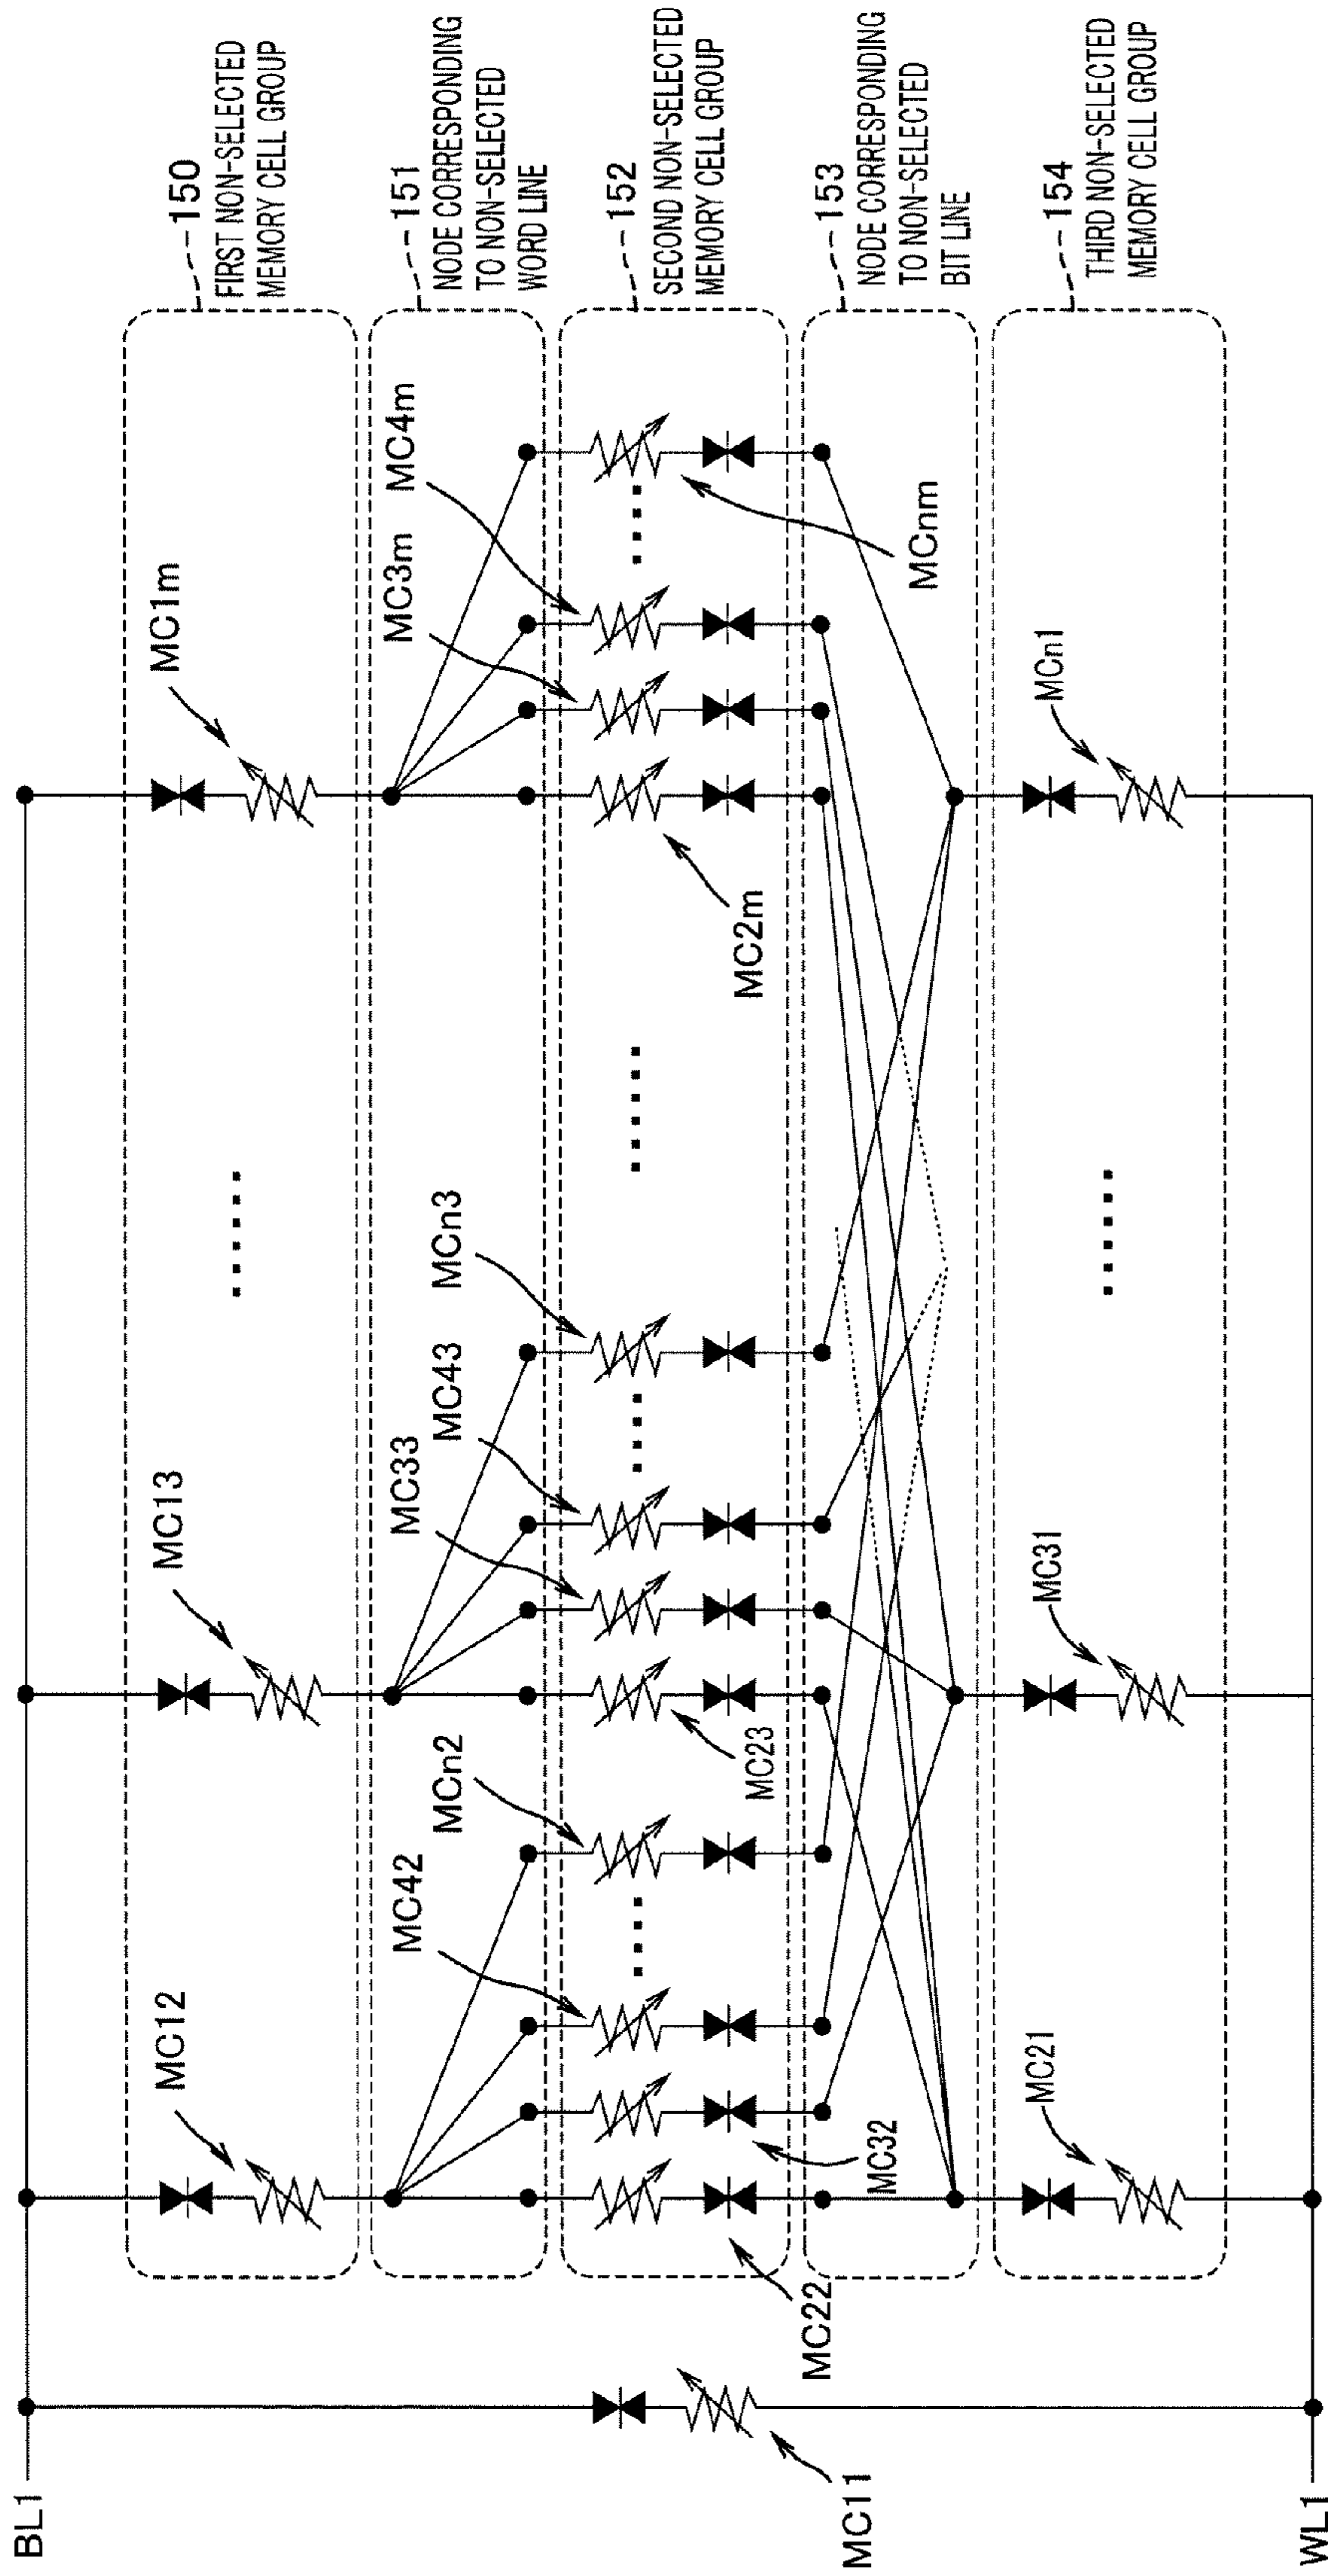 BL1
WL1
MC11
MC12
MC13
MC1m
150
FIRST NON-SELECTED
MEMORY CELL GROUP
151
NODE CORRESPONDING
TO NON-SELECTED
WORD LINE
MC42
MCn2
MC33
MC43
MCn3
MC3m
MC4m
152
SECOND NON-SELECTED
MEMORY CELL GROUP
MC22
MC32
MC23
MC2m
MCnm
153
NODE CORRESPONDING
TO NON-SELECTED
BIT LINE
MC21
MC31
MCn1
154
THIRD NON-SELECTED
MEMORY CELL GROUP